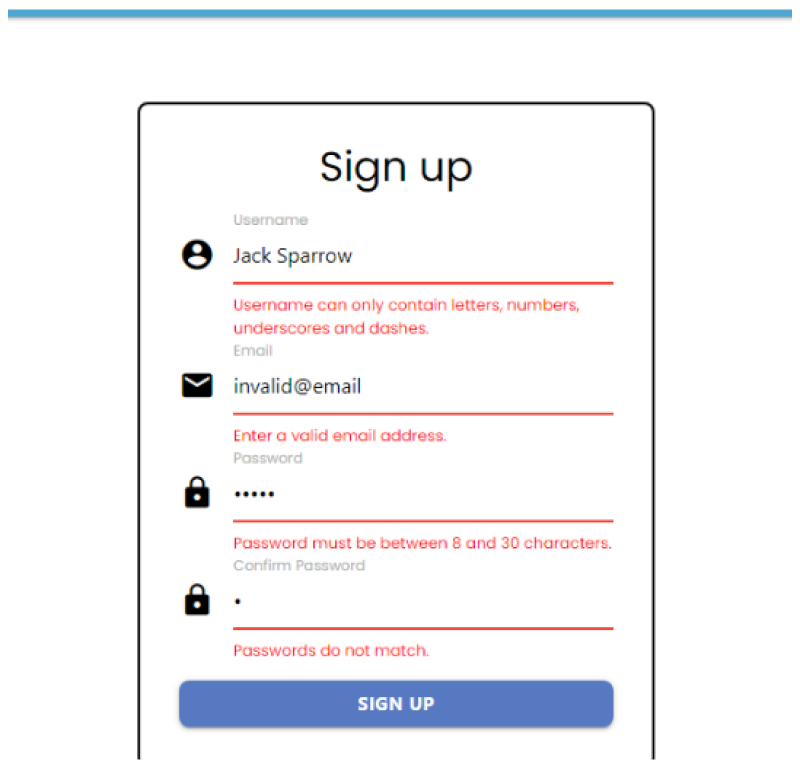 Sign up
Username
Jack Sparrow
Username can only contain letters, numbers,
underscores and dashes.
Email
invalid@email
Enter a valid email address.
Password
•••••
Password must be between 8 and 30 characters.
Confirm Password
•
Passwords do not match.
SIGN UP